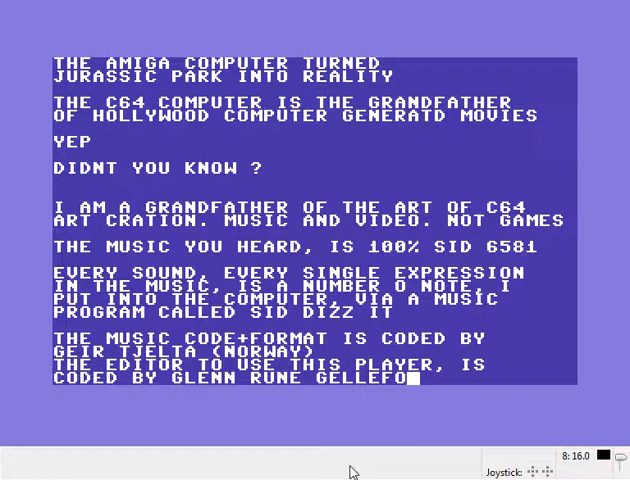 THE AMIGA COMPUTER TURNED
JURASSIC PARK INTO REALITY
THE C64 COMPUTER IS THE GRANDFATHER
OF HOLLYWOOD COMPUTER GENERATD MOVIES
YEP
DIDNT YOU KNOW ?
I AM A GRANDFATHER OF THE ART OF C64
ART CRATION. MUSIC AND VIDEO. NOT GAMES
THE MUSIC YOU HEARD, IS 100% SID 6581
EVERY SOUND, EVERY SINGLE EXPRESSION
IN THE MUSIC, IS A NUMBER O NOTE, I
PUT INTO THE COMPUTER, VIA A MUSIC
PROGRAM CALLED SID DIZZ IT
THE MUSIC CODE+FORMAT IS CODED BY
GEIR TJELTA (NORWAY)
THE EDITOR TO USE THIS PLAYER, IS
CODED BY GLENN RUNE GELLEFO
8:16.0
Joystick: